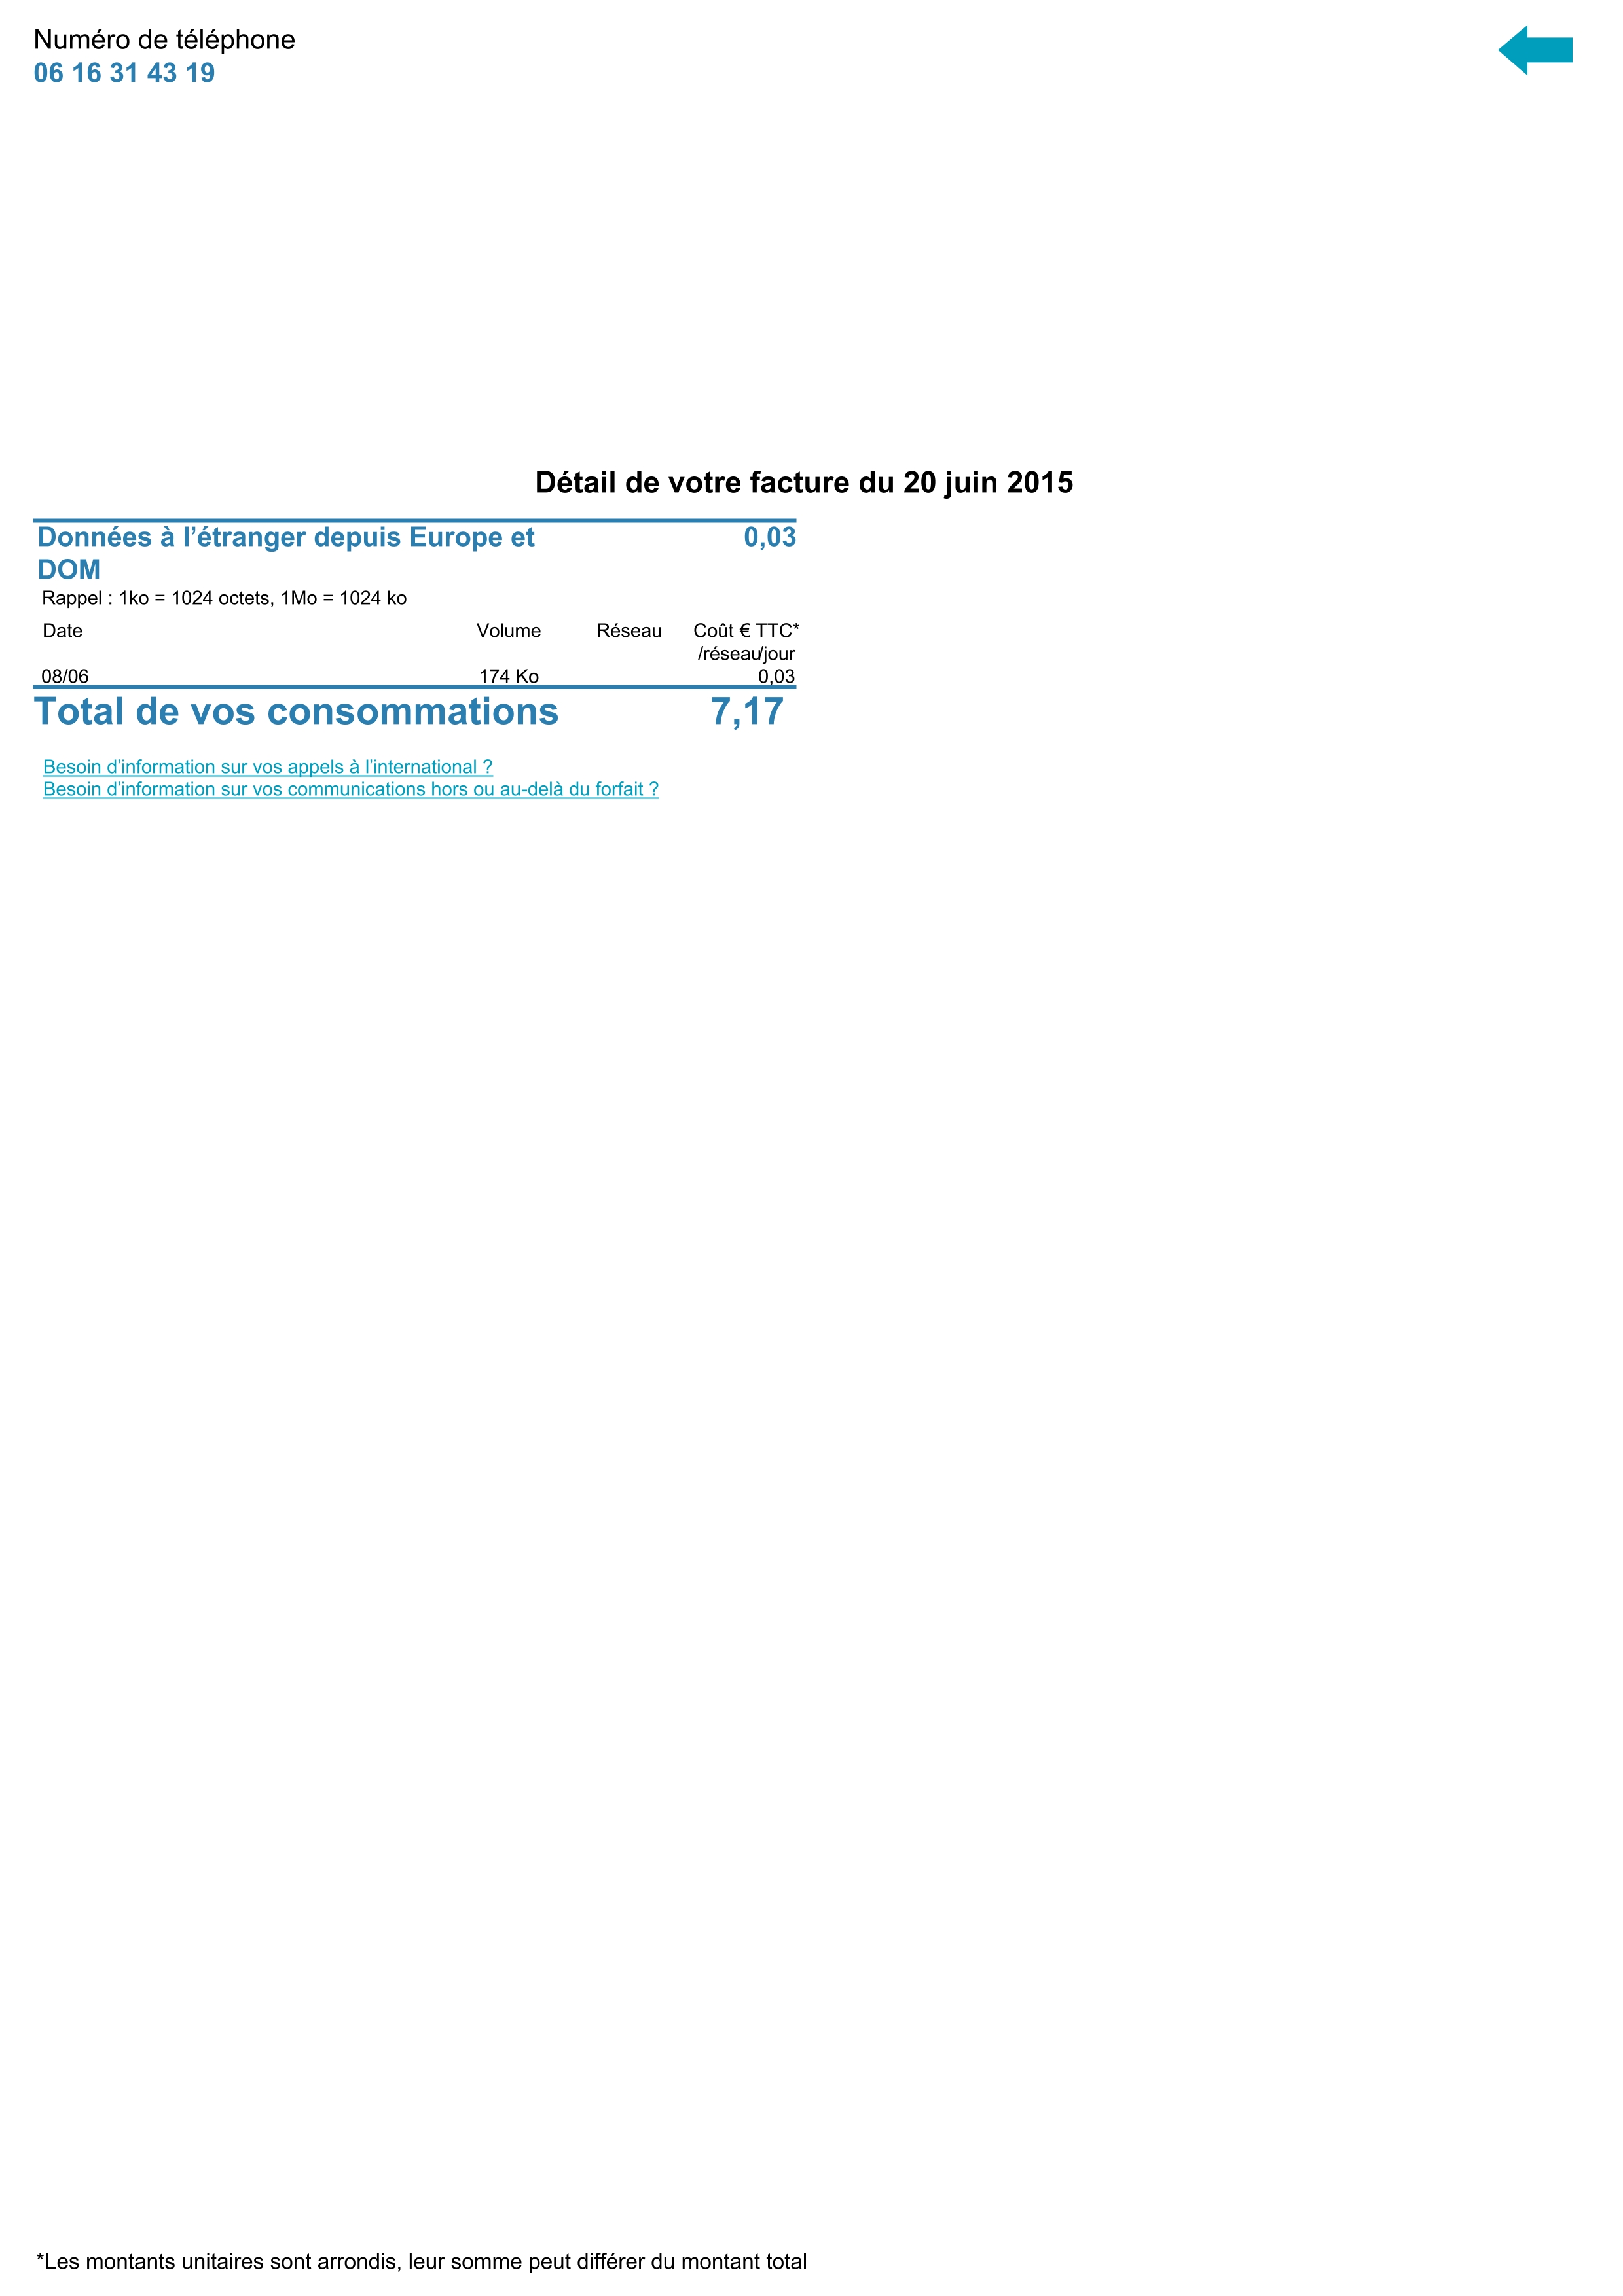 Numéro de téléphone
06 16 31 43 19
Détail de votre facture du 20 juin 2015
Données à l’étranger depuis Europe et 0,03
DOM
Rappel : 1ko = 1024 octets, 1Mo = 1024 ko
Date Volume Réseau Coût € TTC*
/réseau/jour
08/06 174 Ko 0,03
Total de vos consommations 7,17
Besoin d’information sur vos appels à l’international ?
Besoin d’information sur vos communications hors ou au-delà du forfait ?
*Les montants unitaires sont arrondis, leur somme peut différer du montant total